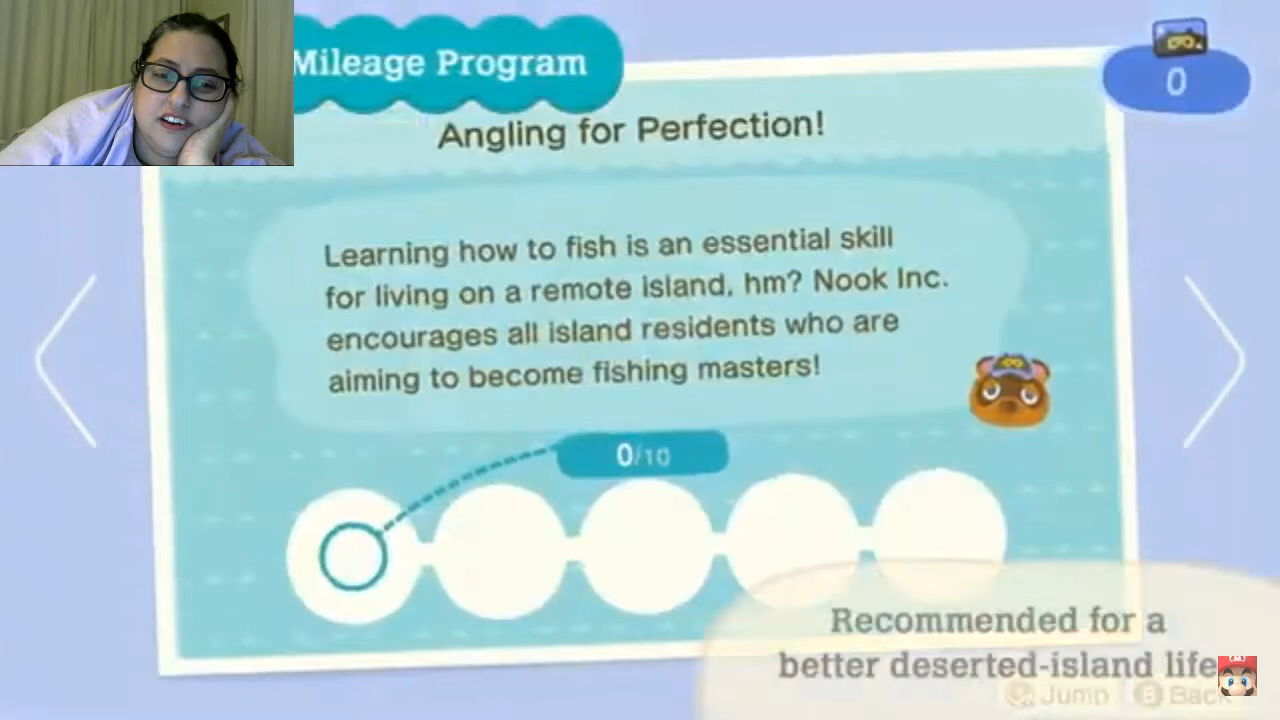 Mileage Program
0
Angling for Perfection!
Learning how to fish is an essential skill
for living on a remote island, hm? Nook Inc.
encourages all island residents who are
aiming to become fishing masters!
0/10
Recommended for a
better deserted-island life
Jump B Back